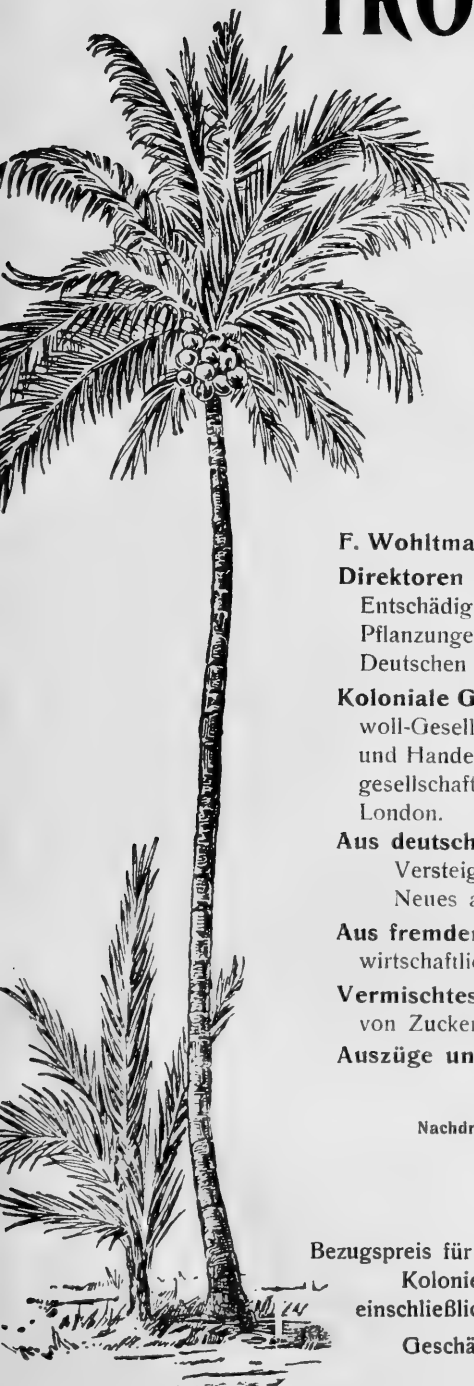 TRO
F. Wohltma
Direktoren
Entschädig
Pflanzunge
Deutschen
Koloniale G
woll-Gesell
und Hande
gesellschaft
London.
Aus deutsch
Versteig
Neues a
Aus fremde
wirtschaftlic
Vermischtes
von Zucker
Auszüge un
Nachdr
Bezugspreis für
Kolonie
einschließlic
Geschä